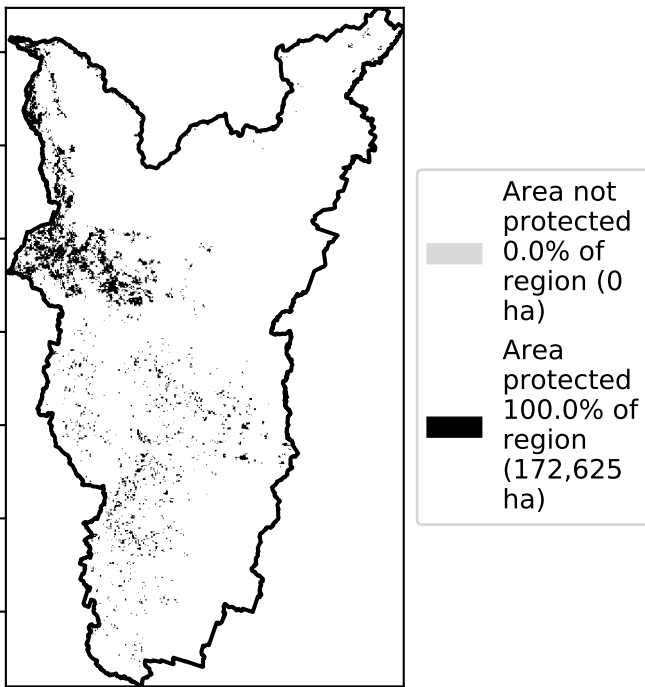 Area not
protected
0.0% of
region (0
ha)
Area
protected
100.0% of
region
(172,625
ha)